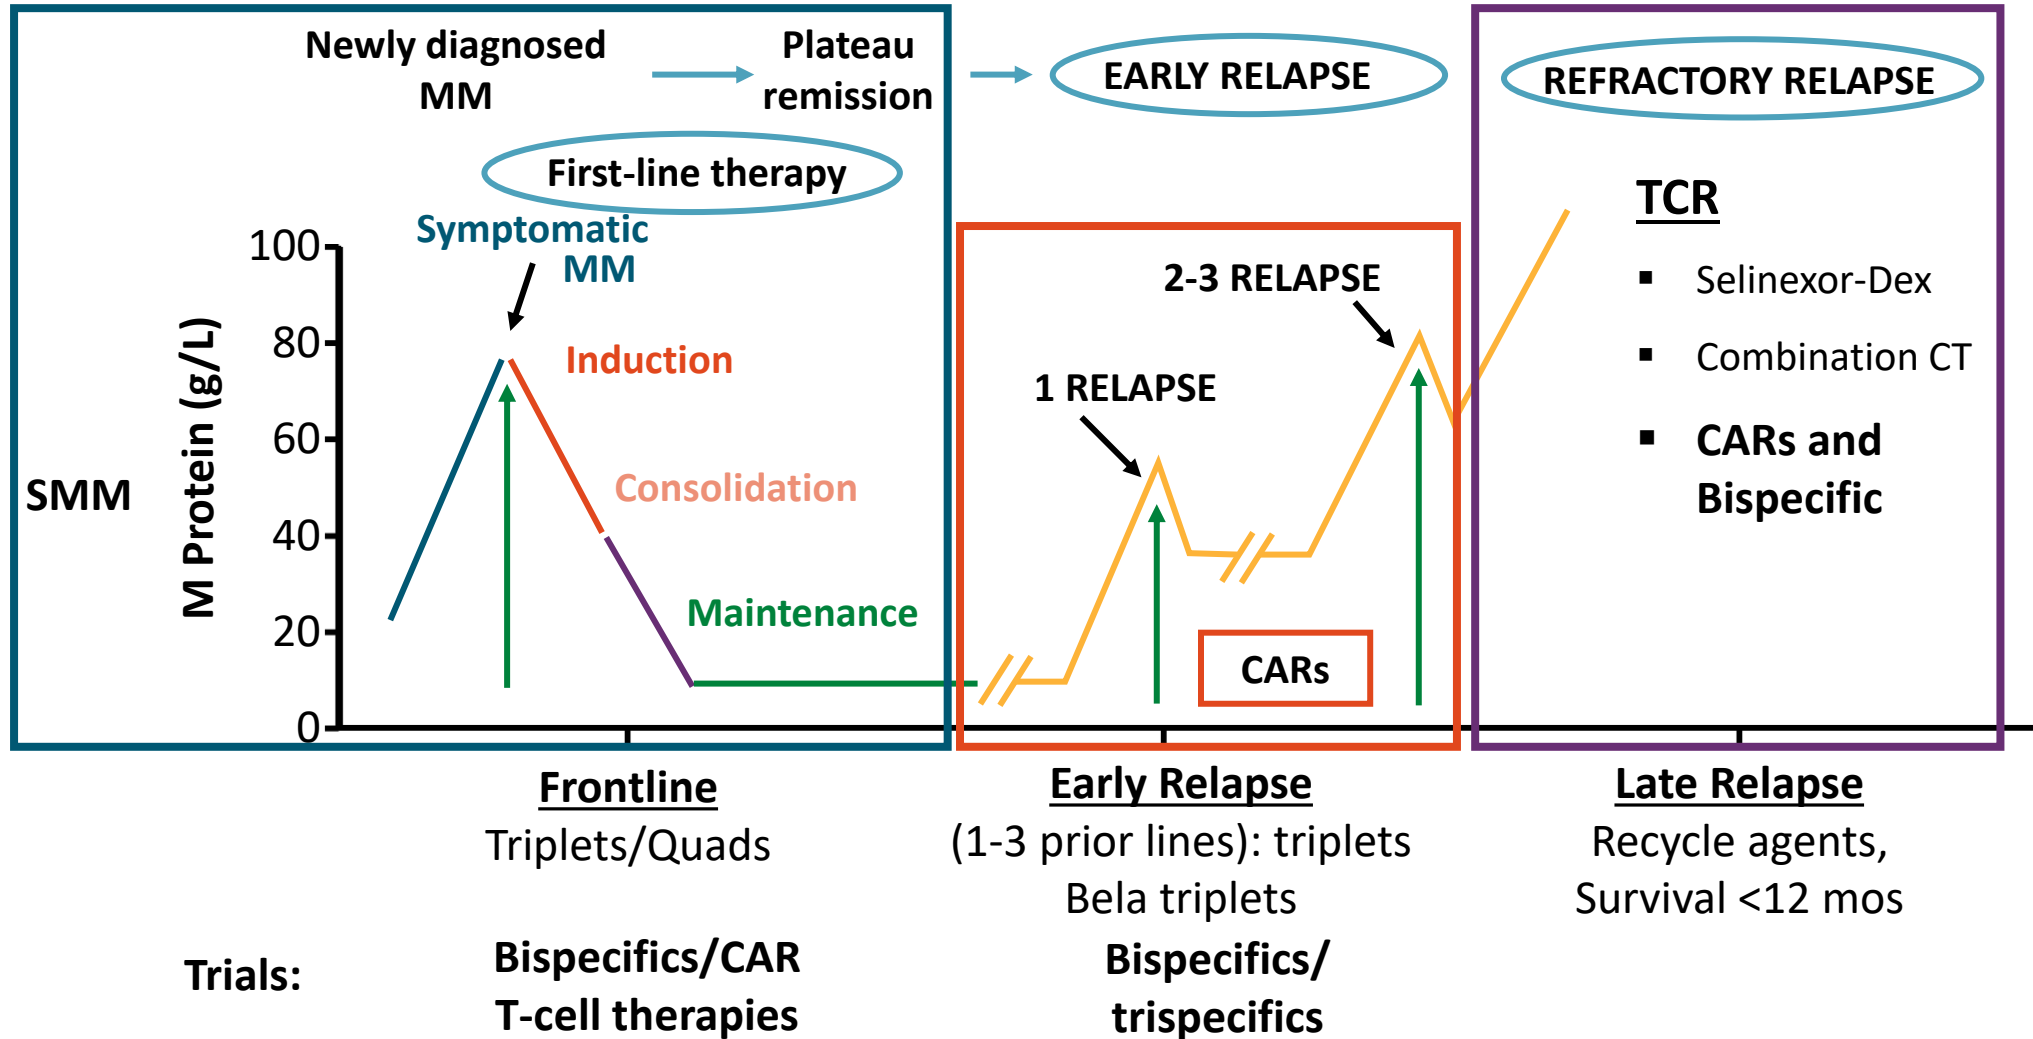 Newly diagnosed
MM
Plateau
remission
EARLY RELAPSE
REFRACTORY RELAPSE
First-line therapy
Symptomatic
MM
Induction
Consolidation
Maintenance
SMM
M Protein (g/L)
100
80
60
40
20
0
1 RELAPSE
2-3 RELAPSE
CARs
TCR
▪ Selinexor-Dex
▪ Combination CT
▪ CARs and
Bispecific
Frontline
Triplets/Quads
Early Relapse
(1-3 prior lines): triplets
Bela triplets
Late Relapse
Recycle agents,
Survival <12 mos
Trials:
Bispecifics/CAR
T-cell therapies
Bispecifics/
trispecifics